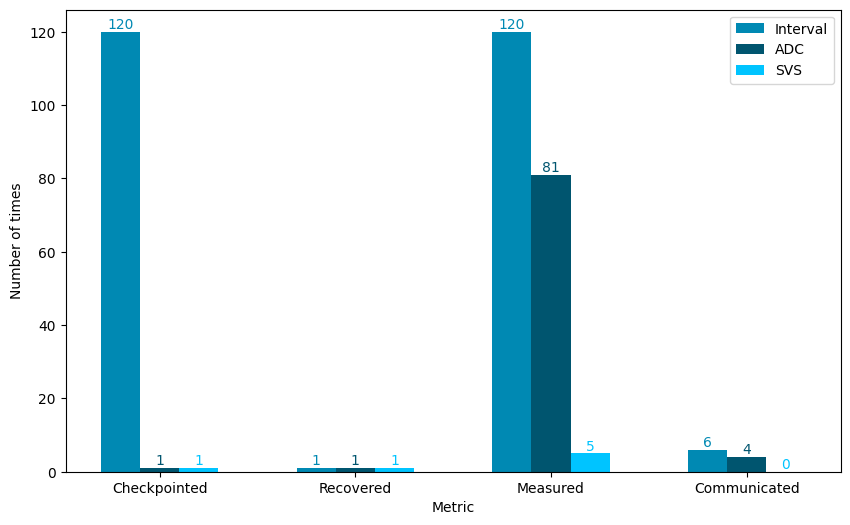 120
120
Interval
ADC
SVS
120
100
80
60
40
20
0
Number of times
81
1
1
1
1
1
5
6
4
0
Checkpointed
Recovered
Measured
Communicated
Metric